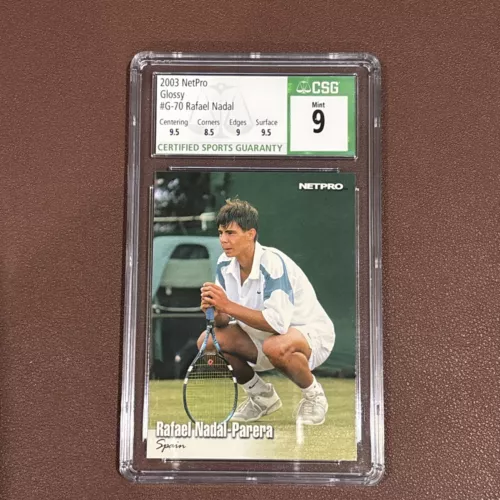 2003 NetPro
Glossy
#G-70 Rafael Nadal
Centering Corners Edges Surface
9.5 8.5 9 9.5
CERTIFIED SPORTS GUARANTY
CSG
Mint
9
NETPRO
Rafael Nadal-Parera
Spain